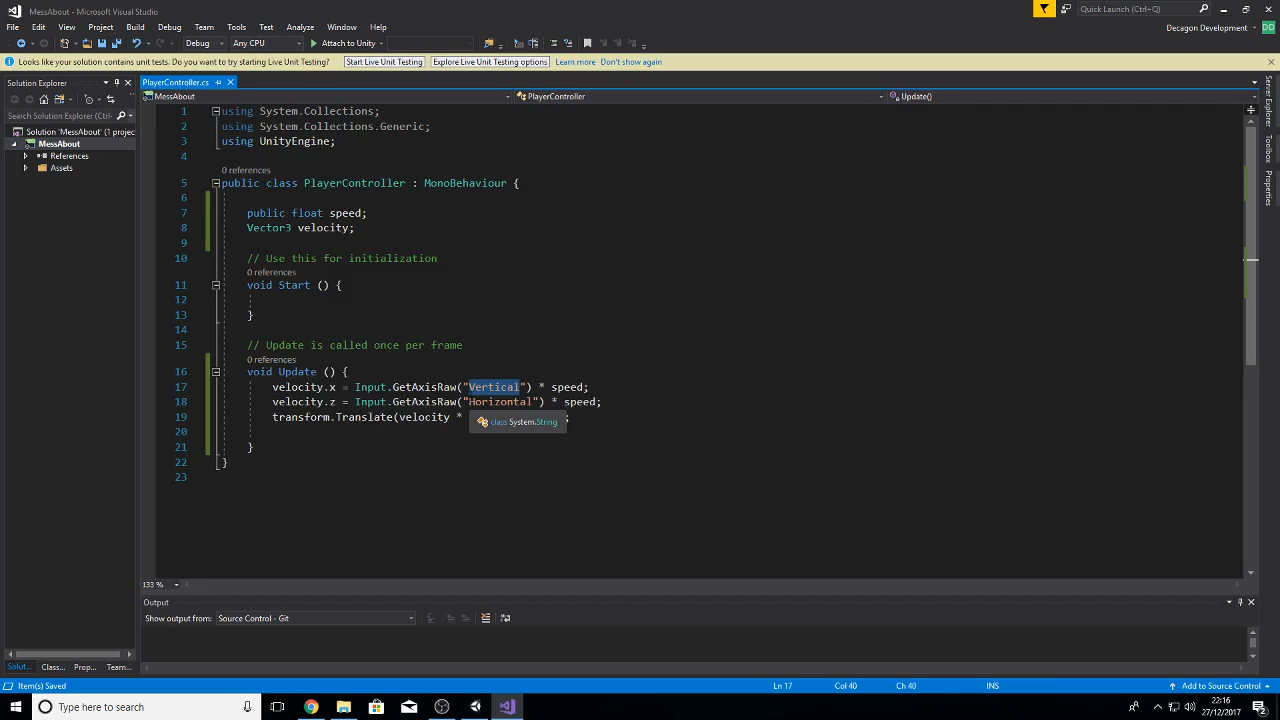 MessAbout - Microsoft Visual Studio
Quick Launch (Ctrl+Q)
File Edit View Project Build Debug Team Tools Test Analyze Window Help
Decagon Development DD
Debug Any CPU Attach to Unity
Looks like your solution contains unit tests. Do you want to try starting Live Unit Testing? Start Live Unit Testing Explore Live Unit Testing options Learn more Don't show again
Solution Explorer
PlayerController.cs
MessAbout PlayerController Update()
Search Solution Explorer
Solution 'MessAbout' (1 projec
MessAbout
References
Assets
1 using System.Collections;
2 using System.Collections.Generic;
3 using UnityEngine;
4
0 references
5 public class PlayerController : MonoBehaviour {
6
7 public float speed;
8 Vector3 velocity;
9
10 // Use this for initialization
0 references
11 void Start () {
12
13 }
14
15 // Update is called once per frame
0 references
16 void Update () {
17 velocity.x = Input.GetAxisRaw("Vertical") * speed;
18 velocity.z = Input.GetAxisRaw("Horizontal") * speed;
19 transform.Translate(velocity * ;
class System.String
20
21 }
22 }
23
Server Explorer
Toolbox
Properties
133 %
Output
Show output from: Source Control - Git
Solut... Class... Prop... Team...
Item(s) Saved Ln 17 Col 40 Ch 40 INS Add to Source Control
Type here to search
22:16
27/12/2017
2